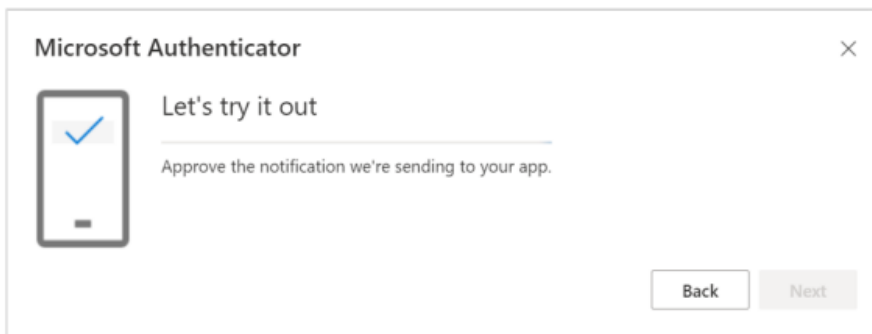 Microsoft Authenticator
Let's try it out
Approve the notification we're sending to your app.
Back
Next